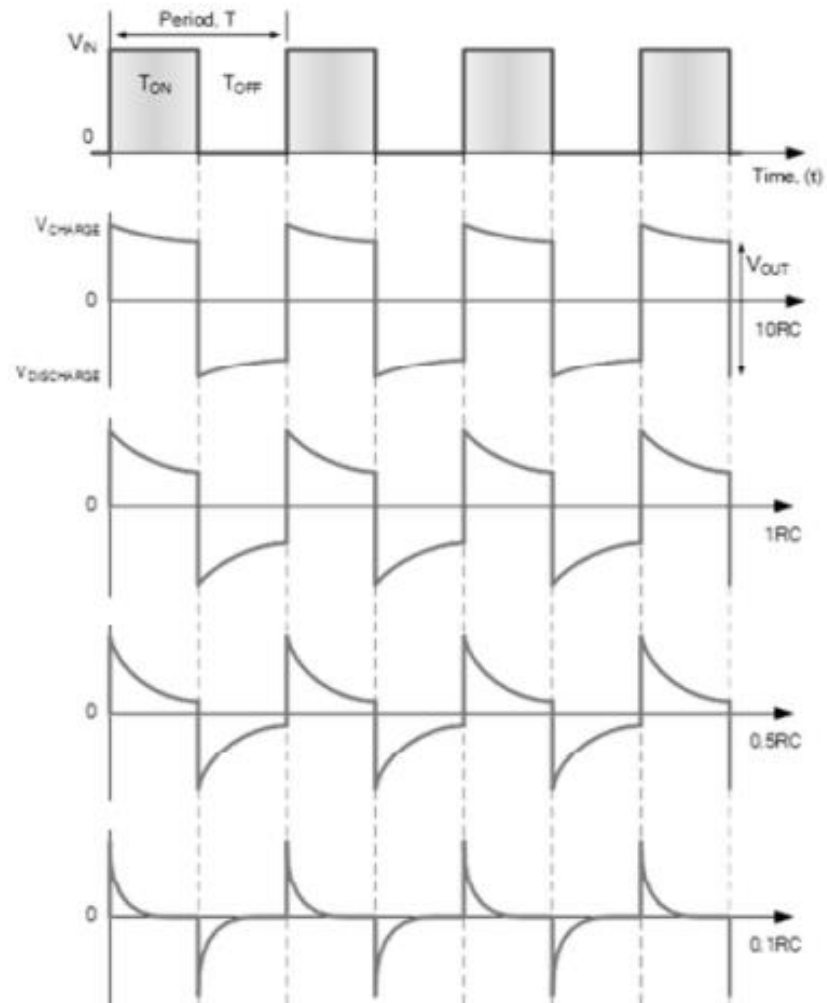 Period, T
VIN
TON
TOFF
0
Time, (t)
VCHARGE
VOUT
0
10RC
VDISCHARGE
0
1RC
0
0.5RC
0
0.1RC